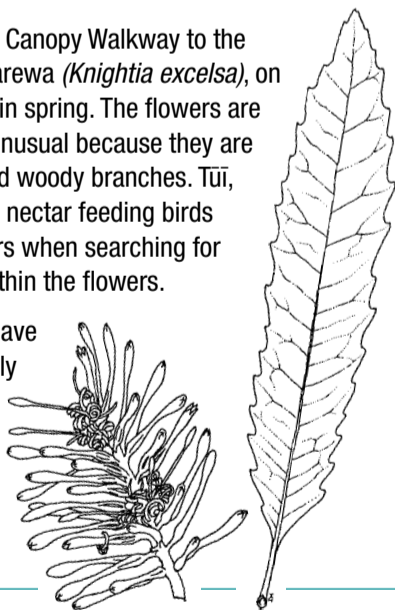 Canopy Walkway to the
arewa (Knightia excelsa), on
in spring. The flowers are
nusual because they are
d woody branches. Tūī,
nectar feeding birds
rs when searching for
thin the flowers.
ave
ly